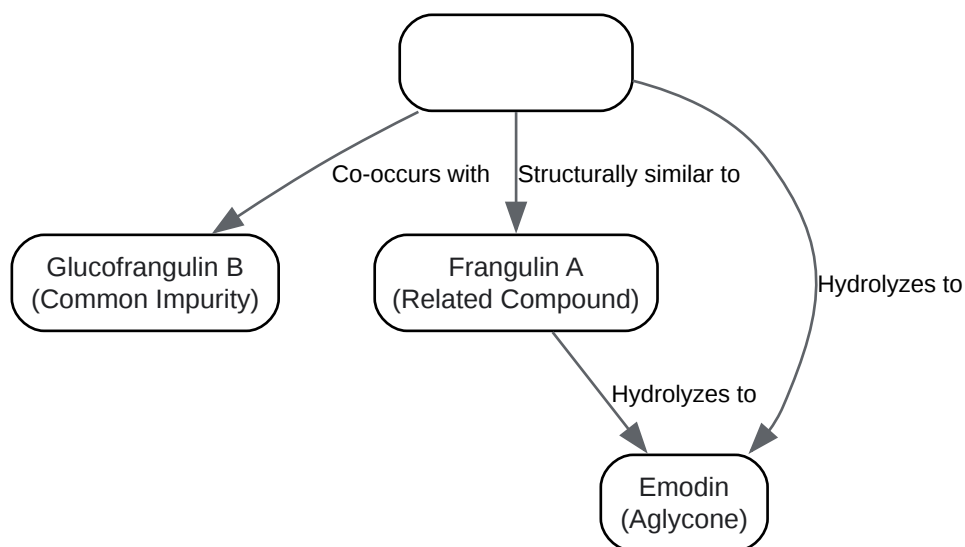 Co-occurs with
Structurally similar to
Glucofrangulin B
(Common Impurity)
Frangulin A
(Related Compound)
Hydrolyzes to
Hydrolyzes to
Emodin
(Aglycone)